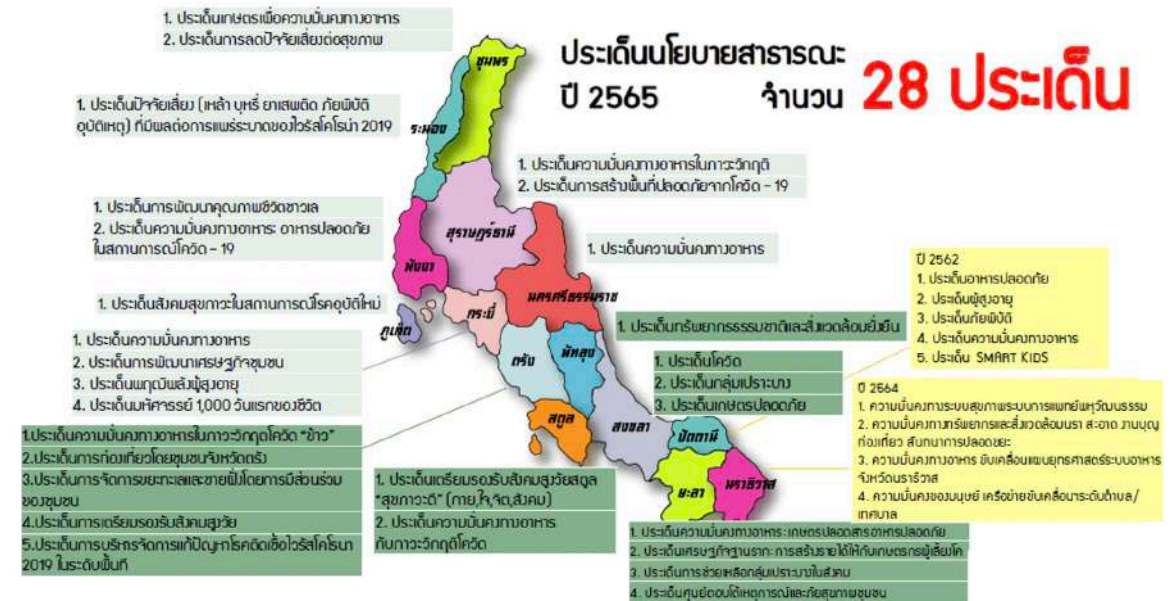 ประเด็นนโยบายสาธารณะ
ปี 2565 จำนวน 28 ประเด็น
1. ประเด็นเกษตรเพื่อความมั่นคงทางอาหาร
2. ประเด็นการลดปัจจัยเสี่ยงต่อสุขภาพ
ชุมพร
1. ประเด็นปัจจัยเสี่ยง (เหล้า บุหรี่ ยาเสพติด ภัยพิบัติ
อุบัติเหตุ) ที่มีผลต่อการแพร่ระบาดของไวรัสโคโรน่า 2019
ระนอง
1. ประเด็นความมั่นคงทางอาหารในภาวะวิกฤติ
2. ประเด็นการสร้างพื้นที่ปลอดภัยจากโควิด - 19
สุราษฎร์ธานี
1. ประเด็นการพัฒนาคุณภาพชีวิตชาวเล
2. ประเด็นความมั่นคงทางอาหาร: อาหารปลอดภัย
ในสถานการณ์โควิด - 19
พังงา
1. ประเด็นความมั่นคงทางอาหาร
นครศรีธรรมราช
1. ประเด็นสังคมสุขภาวะในสถานการณ์โรคอุบัติใหม่
ภูเก็ต
กระบี่
1. ประเด็นความมั่นคงทางอาหาร
2. ประเด็นการพัฒนาเศรษฐกิจชุมชน
3. ประเด็นพฤฒพลังผู้สูงอายุ
4. ประเด็นมหัศจรรย์ 1,000 วันแรกของชีวิต
1. ประเด็นทรัพยากรธรรมชาติและสิ่งแวดล้อมยั่งยืน
ตรัง
พัทลุง
1. ประเด็นโควิด
2. ประเด็นกลุ่มเปราะบาง
3. ประเด็นเกษตรปลอดภัย
ปี 2562
1. ประเด็นอาหารปลอดภัย
2. ประเด็นผู้สูงอายุ
3. ประเด็นภัยพิบัติ
4. ประเด็นความมั่นคงทางอาหาร
5. ประเด็น SMART KIDS
ปี 2564
1. ความมั่นคงทางระบบสุขภาพระบบการแพทย์พหุวัฒนธรรม
2. ความมั่นคงทางทรัพยากรและสิ่งแวดล้อมนรา สะอาด งานบุญ
ท่องเที่ยว สันทนาการปลอดขยะ
3. ความมั่นคงทางอาหาร ขับเคลื่อนแผนยุทธศาสตร์ระบบอาหาร
จังหวัดนราธิวาส
4. ความมั่นคงของมนุษย์ เครือข่ายขับเคลื่อนระดับตำบล/
เทศบาล
1.ประเด็นความมั่นคงทางอาหารในภาวะวิกฤตโควิด "ข้าว"
2.ประเด็นการท่องเที่ยวโดยชุมชนจังหวัดตรัง
3.ประเด็นการจัดการขยะทะเลและชายฝั่งโดยการมีส่วนร่วม
ของชุมชน
4.ประเด็นการเตรียมรองรับสังคมสูงวัย
5.ประเด็นการบริหารจัดการแก้ปัญหาโรคติดเชื้อไวรัสโคโรนา
2019 ในระดับพื้นที่
สตูล
สงขลา
ปัตตานี
ยะลา
นราธิวาส
1. ประเด็นเตรียมรองรับสังคมสูงวัยสตูล
"สุขภาวะดี" (กาย,ใจ,จิต,สังคม)
2. ประเด็นความมั่นคงทางอาหาร
กับภาวะวิกฤติโควิด
1. ประเด็นความมั่นคงทางอาหาร: เกษตรปลอดสารอาหารปลอดภัย
2. ประเด็นเศรษฐกิจฐานราก: การสร้างรายได้ให้กับเกษตรกรผู้เลี้ยงโค
3. ประเด็นการช่วยเหลือกลุ่มเปราะบางในสังคม
4. ประเด็นศูนย์ตอบโต้เหตุการณ์และภัยสุขภาพชุมชน